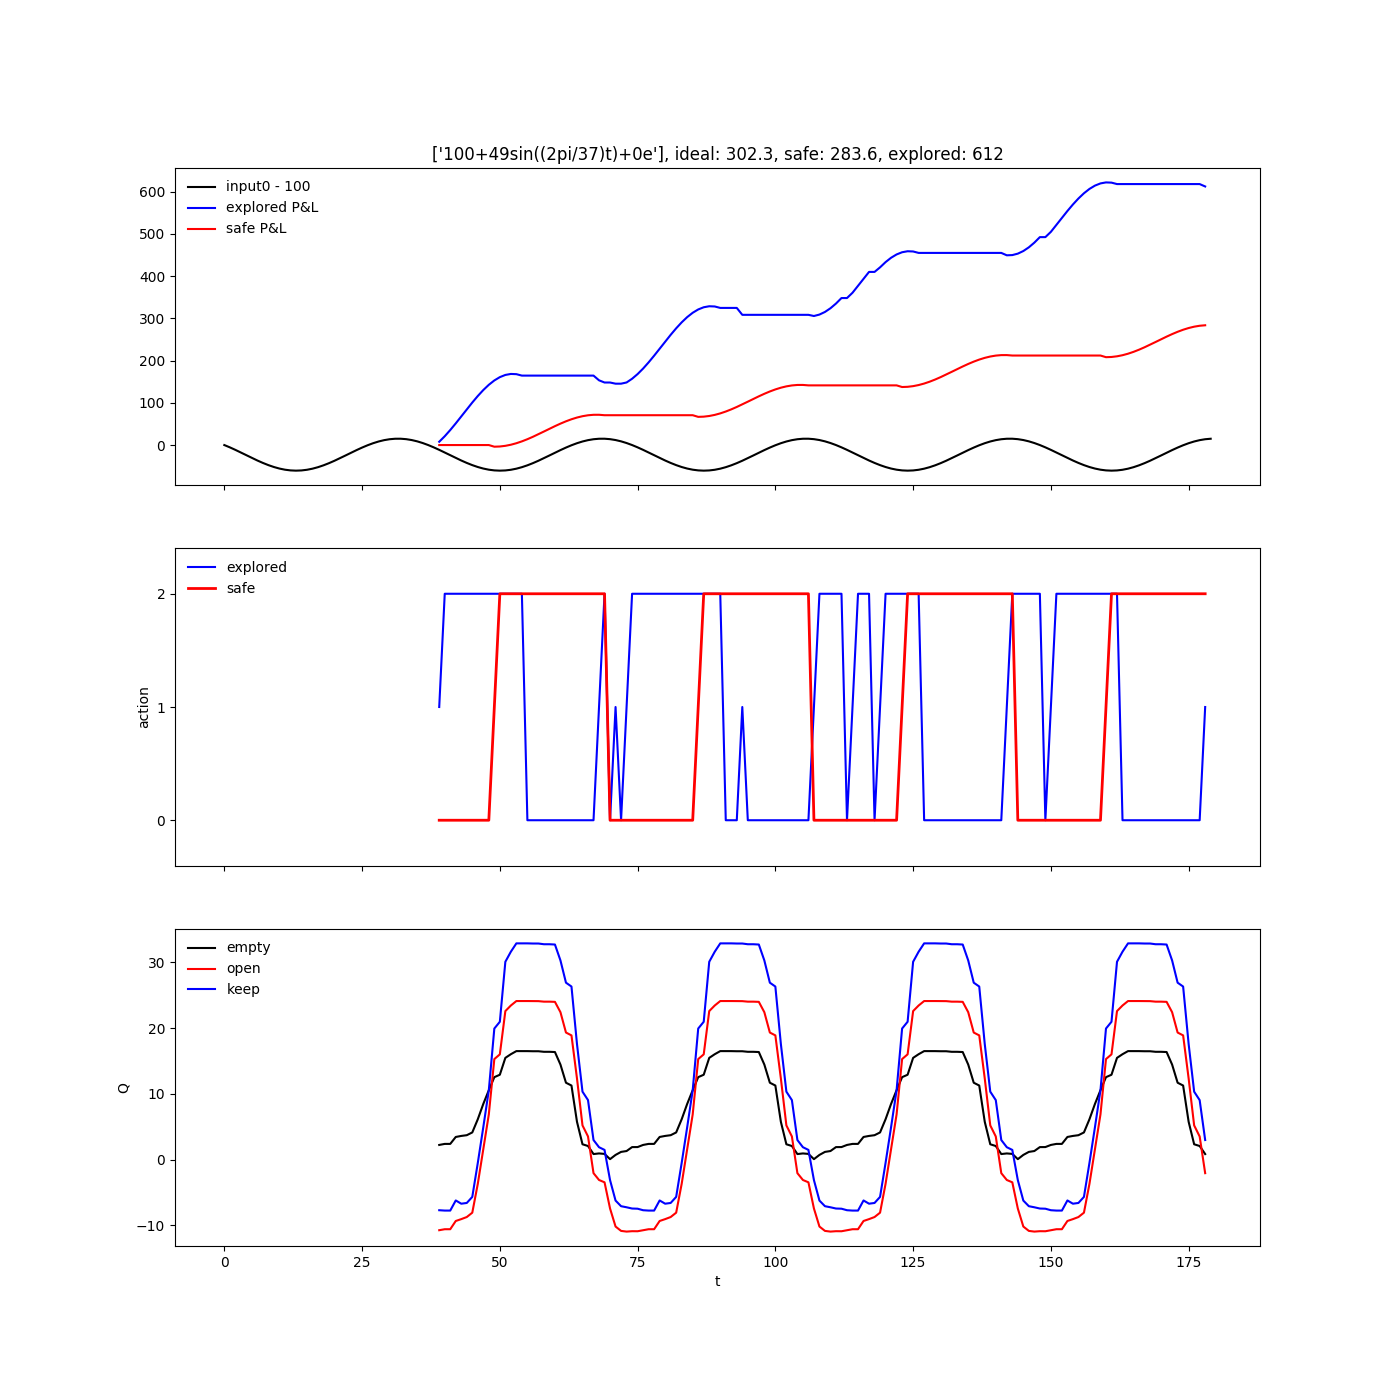 ['100+49sin((2pi/37)t)+0e'], ideal: 302.3, safe: 283.6, explored: 612
input0 - 100
explored P&L
safe P&L
600
500
400
300
200
100
0
explored
safe
2
1
0
action
empty
open
keep
30
20
10
0
−10
Q
0 25 50 75 100 125 150 175
t